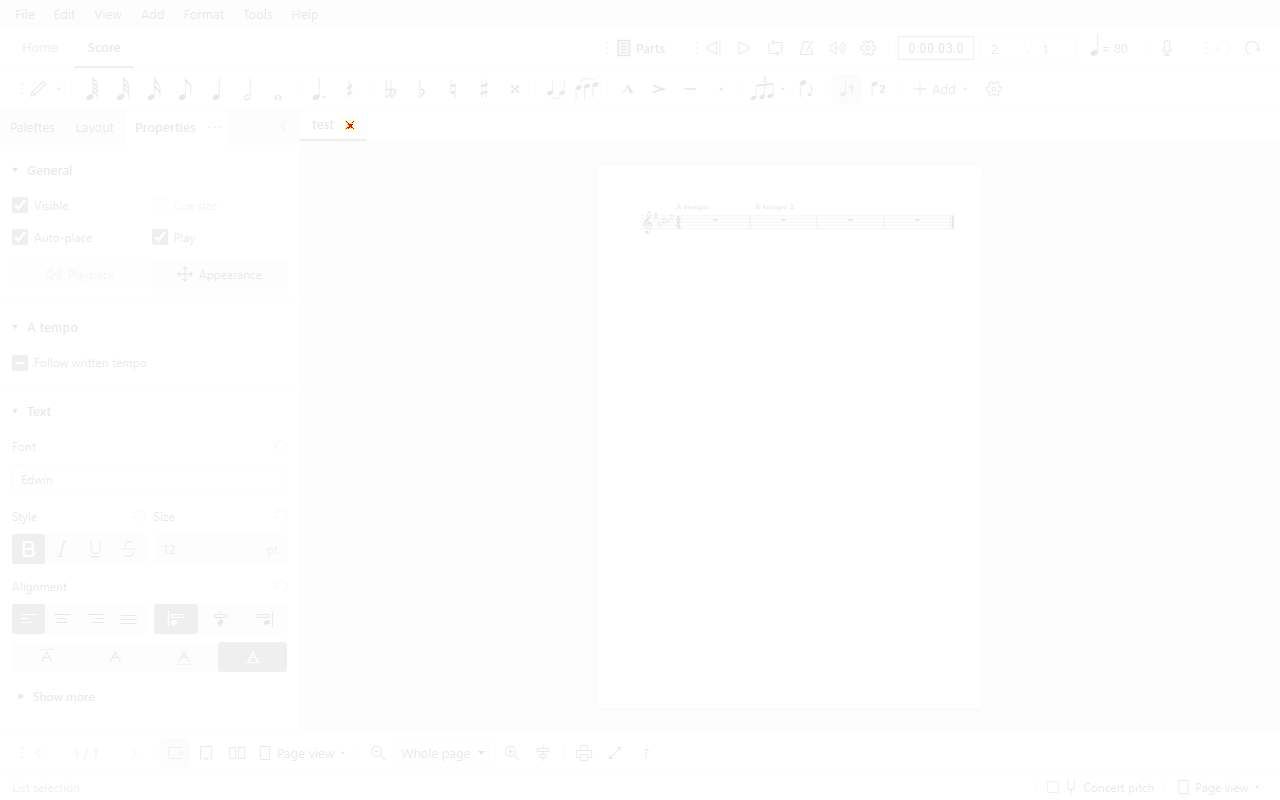 File Edit View Add Format Tools Help
Home Score Parts 0:00:03.0 2 . 1 = 80
Add
Palettes Layout Properties
test
General
Visible Cue size
Auto-place Play
Playback Appearance
A tempo
Follow written tempo
Text
Font
Edwin
Style Size
B I U S 12 pt
Alignment
Show more
A tempo A tempo 2
1 / 1 Page view Whole page ?
List selection Concert pitch Page view